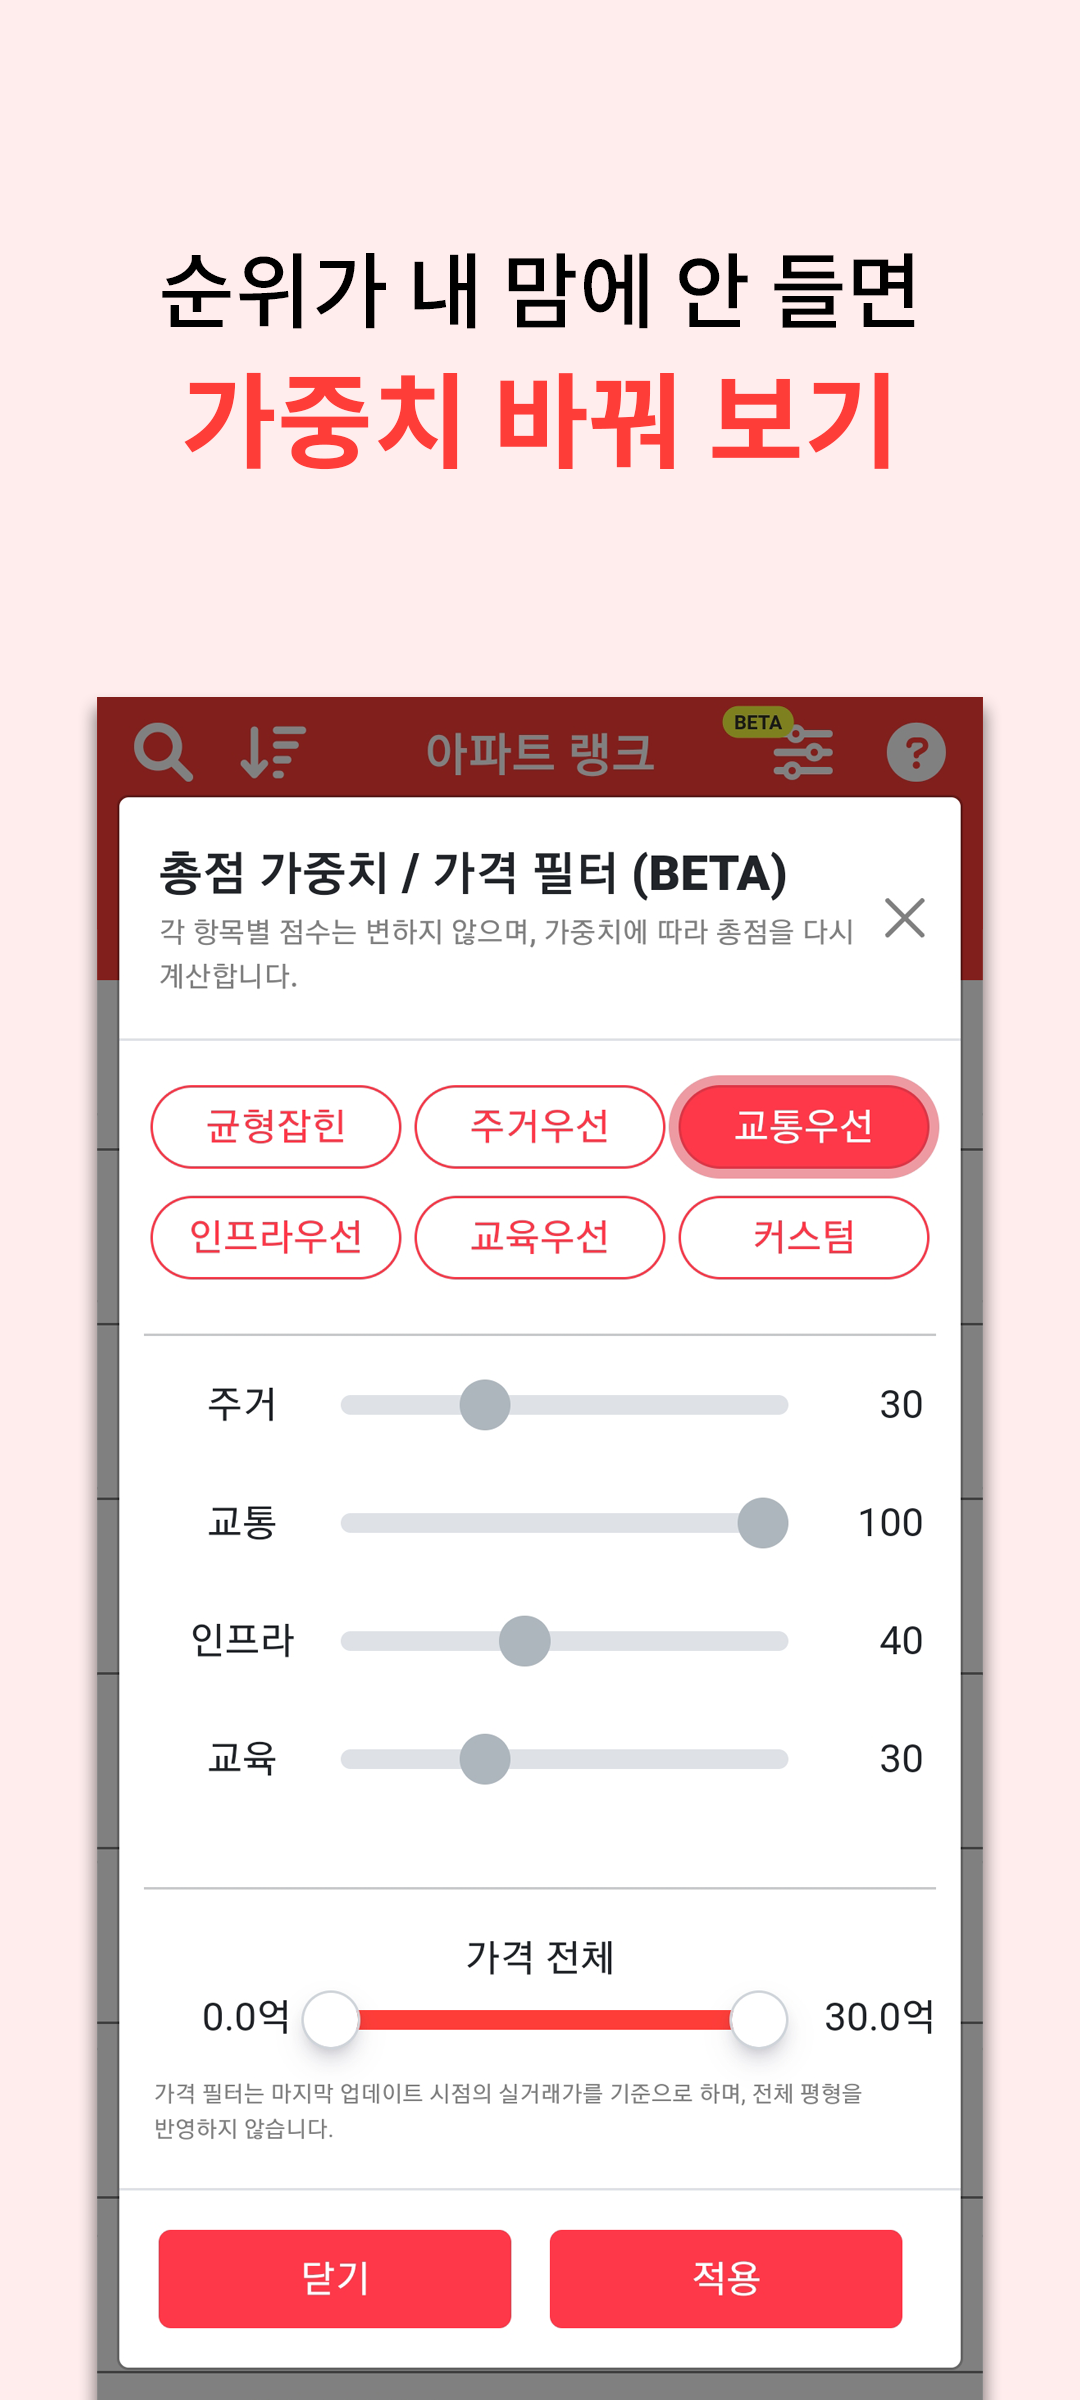 순위가 내 맘에 안 들면
가중치 바꿔 보기
아파트 랭크
BETA
?
총점 가중치 / 가격 필터 (BETA)
각 항목별 점수는 변하지 않으며, 가중치에 따라 총점을 다시
계산합니다.
균형잡힌 주거우선 교통우선
인프라우선 교육우선 커스텀
주거 30
교통 100
인프라 40
교육 30
가격 전체
0.0억 30.0억
가격 필터는 마지막 업데이트 시점의 실거래가를 기준으로 하며, 전체 평형을
반영하지 않습니다.
닫기 적용